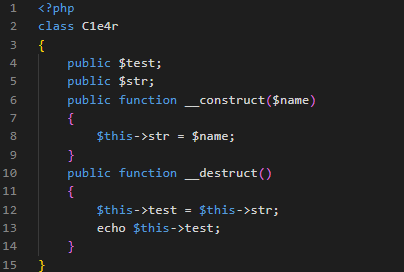 1 <?php
2 class C1e4r
3 {
4     public $test;
5     public $str;
6     public function __construct($name)
7     {
8         $this->str = $name;
9     }
10     public function __destruct()
11     {
12         $this->test = $this->str;
13         echo $this->test;
14     }
15 }